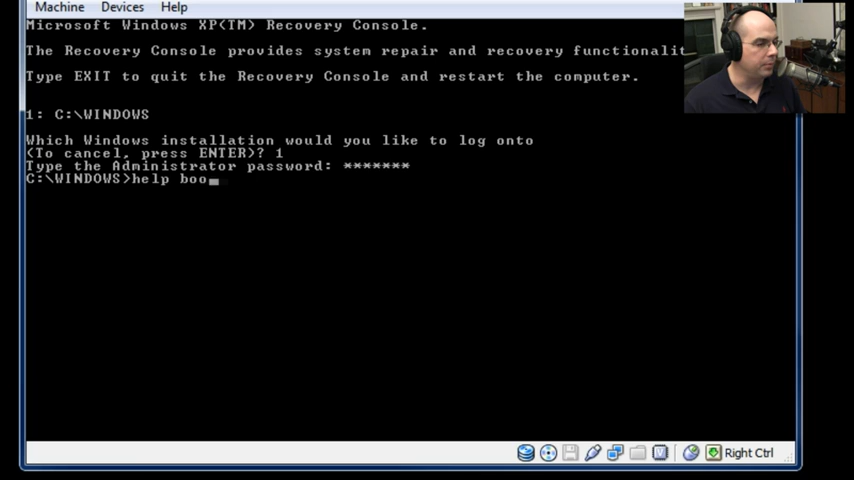 Machine Devices Help
Microsoft Windows XP(TM) Recovery Console.
The Recovery Console provides system repair and recovery functionalit
Type EXIT to quit the Recovery Console and restart the computer.
1: C:\WINDOWS
Which Windows installation would you like to log onto
(To cancel, press ENTER)? 1
Type the Administrator password: *******
C:\WINDOWS>help boo_
Right Ctrl